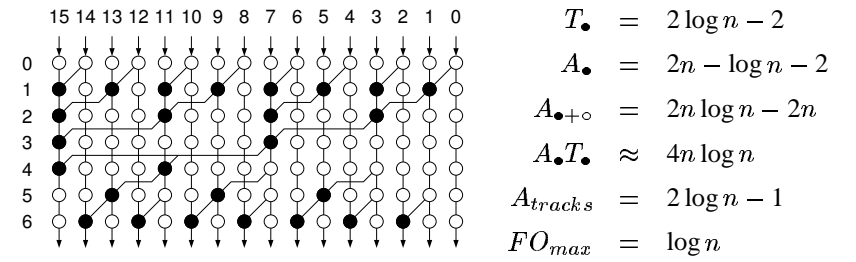 15 14 13 12 11 10 9 8 7 6 5 4 3 2 1 0
0
1
2
3
4
5
6
T● = 2 log n − 2
A● = 2n − log n − 2
A●+○ = 2n log n − 2n
A●T● ≈ 4n log n
Atracks = 2 log n − 1
FOmax = log n